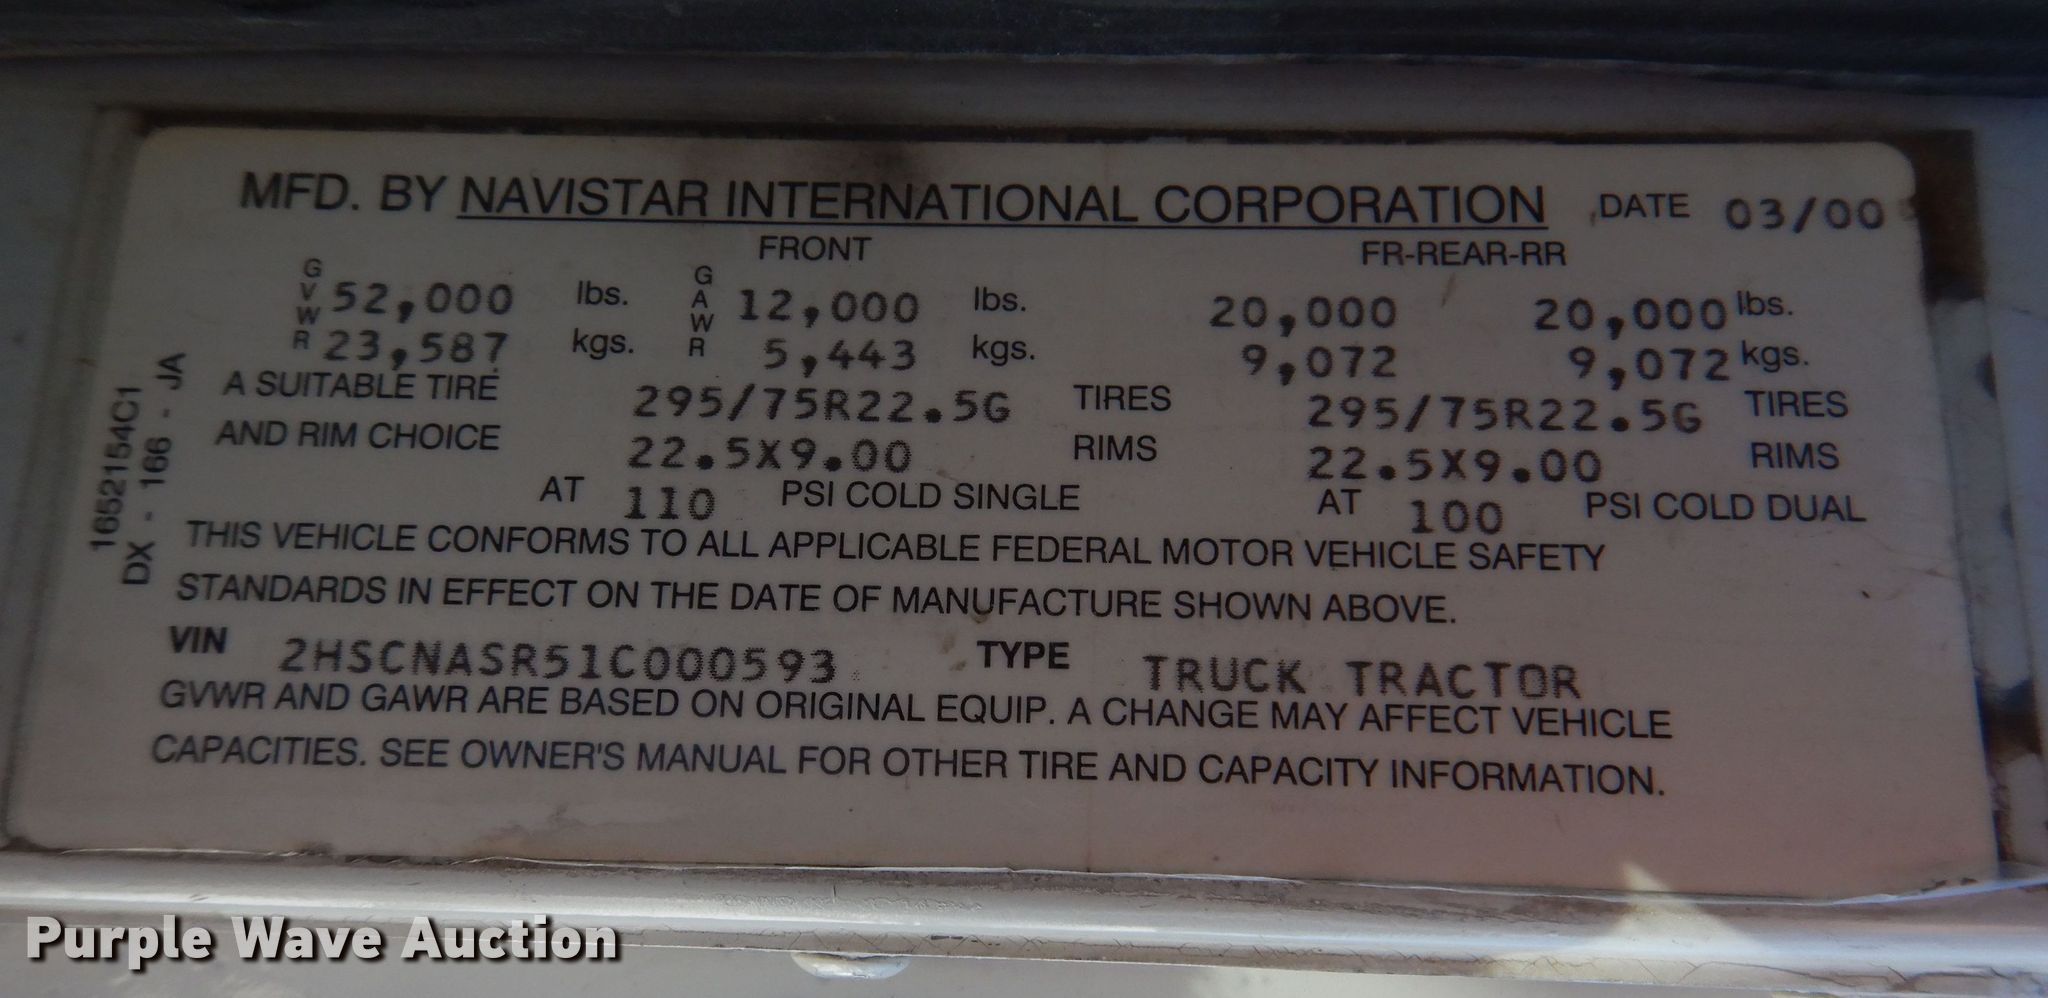 MFD. BY NAVISTAR INTERNATIONAL CORPORATION DATE 03/00
FRONT FR-REAR-RR
GVWR 52,000 lbs. GAWR 12,000 lbs. 20,000 20,000 lbs.
23,587 kgs. 5,443 kgs. 9,072 9,072 kgs.
A SUITABLE TIRE 295/75R22.5G TIRES 295/75R22.5G TIRES
AND RIM CHOICE 22.5X9.00 RIMS 22.5X9.00 RIMS
AT 110 PSI COLD SINGLE AT 100 PSI COLD DUAL
THIS VEHICLE CONFORMS TO ALL APPLICABLE FEDERAL MOTOR VEHICLE SAFETY
STANDARDS IN EFFECT ON THE DATE OF MANUFACTURE SHOWN ABOVE.
VIN 2HSCNASR51C000593 TYPE TRUCK TRACTOR
GVWR AND GAWR ARE BASED ON ORIGINAL EQUIP. A CHANGE MAY AFFECT VEHICLE
CAPACITIES. SEE OWNER'S MANUAL FOR OTHER TIRE AND CAPACITY INFORMATION.
1652154C1
DX - 166 - JA
Purple Wave Auction